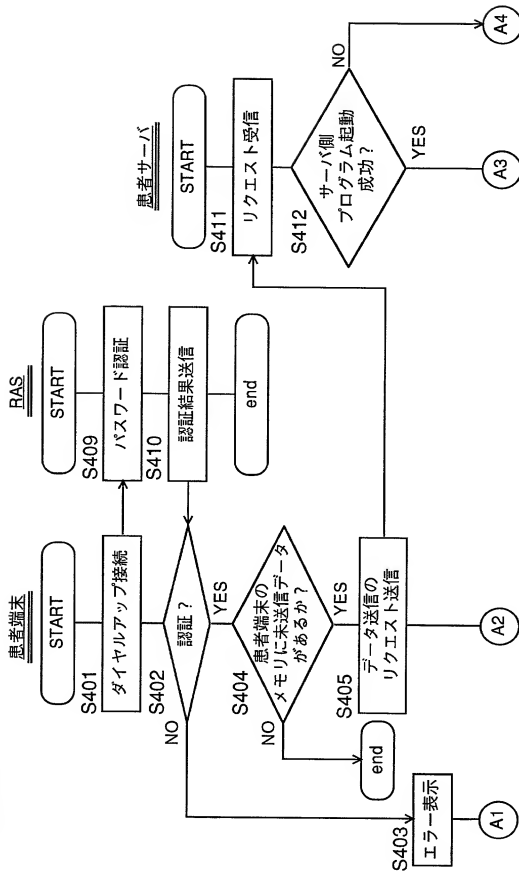 患者端末
START
S401
ダイヤルアップ接続
S402
認証？
NO
YES
S403
エラー表示
A1
S404
患者端末の
メモリに未送信データ
があるか？
NO
end
YES
S405
データ送信の
リクエスト送信
A2
RAS
START
S409
パスワード認証
S410
認証結果送信
end
患者サーバ
START
S411
リクエスト受信
S412
サーバ側
プログラム起動
成功？
NO
YES
A3
A4